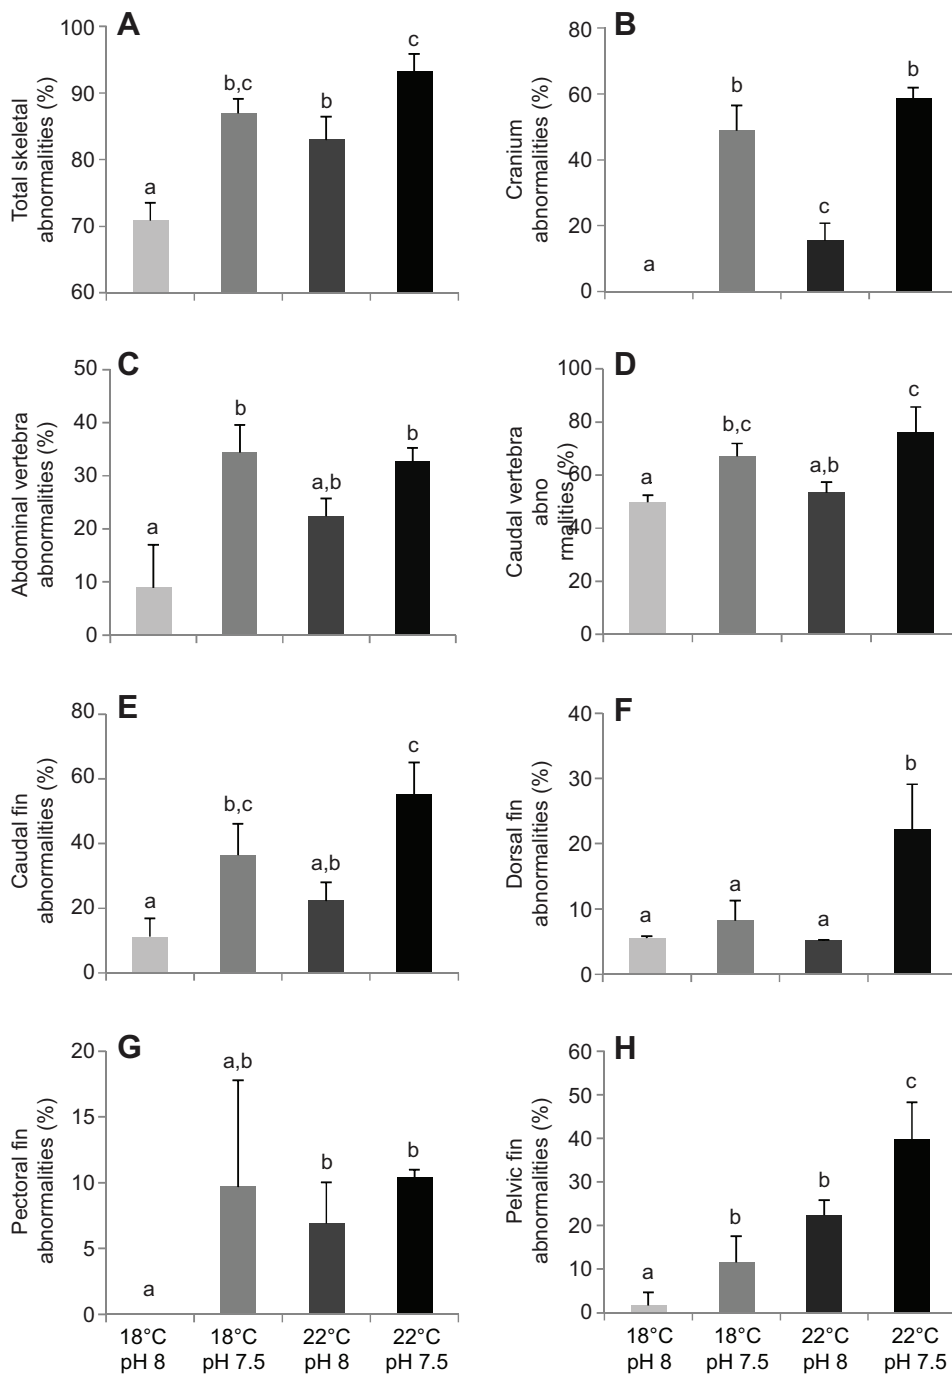 A
Total skeletal
abnormalities (%)
100
90
80
70
60
a
b,c
b
c
B
Cranium
abnormalities (%)
80
60
40
20
0
a
b
c
b
C
Abdominal vertebra
abnormalities (%)
50
40
30
20
10
0
a
b
a,b
b
D
Caudal vertebra
abno
rmalities (%)
100
80
60
40
20
0
a
b,c
a,b
c
E
Caudal fin
abnormalities (%)
80
60
40
20
0
a
b,c
a,b
c
F
Dorsal fin
abnormalities (%)
40
30
20
10
0
a
a
a
b
G
Pectoral fin
abnormalities (%)
20
15
10
5
0
a
a,b
b
b
18°C
pH 8
18°C
pH 7.5
22°C
pH 8
22°C
pH 7.5
H
Pelvic fin
abnormalities (%)
60
50
40
30
20
10
0
a
b
b
c
18°C
pH 8
18°C
pH 7.5
22°C
pH 8
22°C
pH 7.5